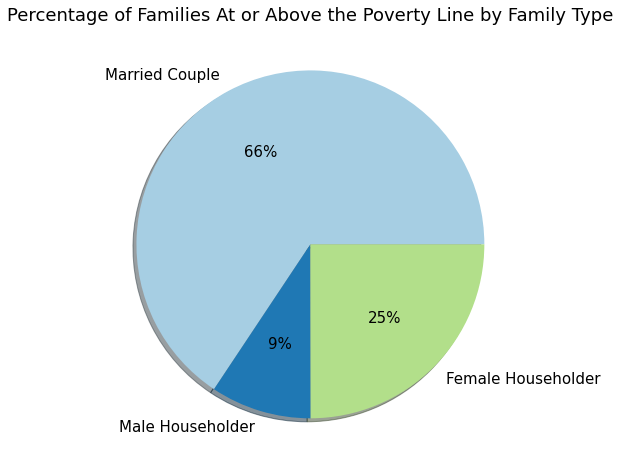 Percentage of Families At or Above the Poverty Line by Family Type
Married Couple
66%
9%
25%
Female Householder
Male Householder